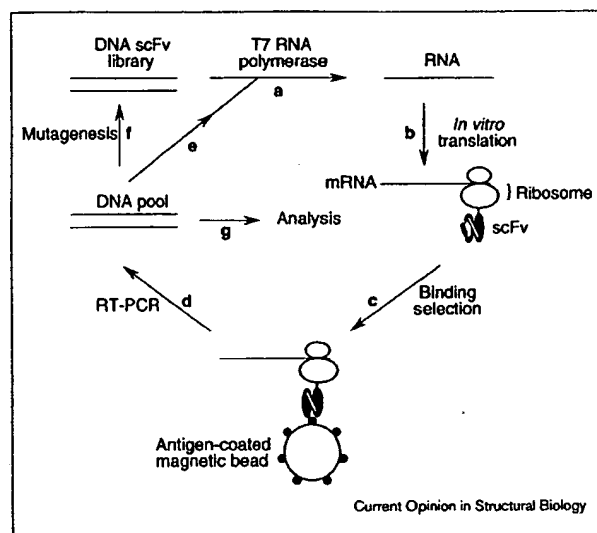 DNA scFv
library
T7 RNA
polymerase
a
RNA
Mutagenesis
f
e
b
In vitro
translation
mRNA
Ribosome
scFv
DNA pool
g
Analysis
RT-PCR
d
c
Binding
selection
Antigen-coated
magnetic bead
Current Opinion in Structural Biology